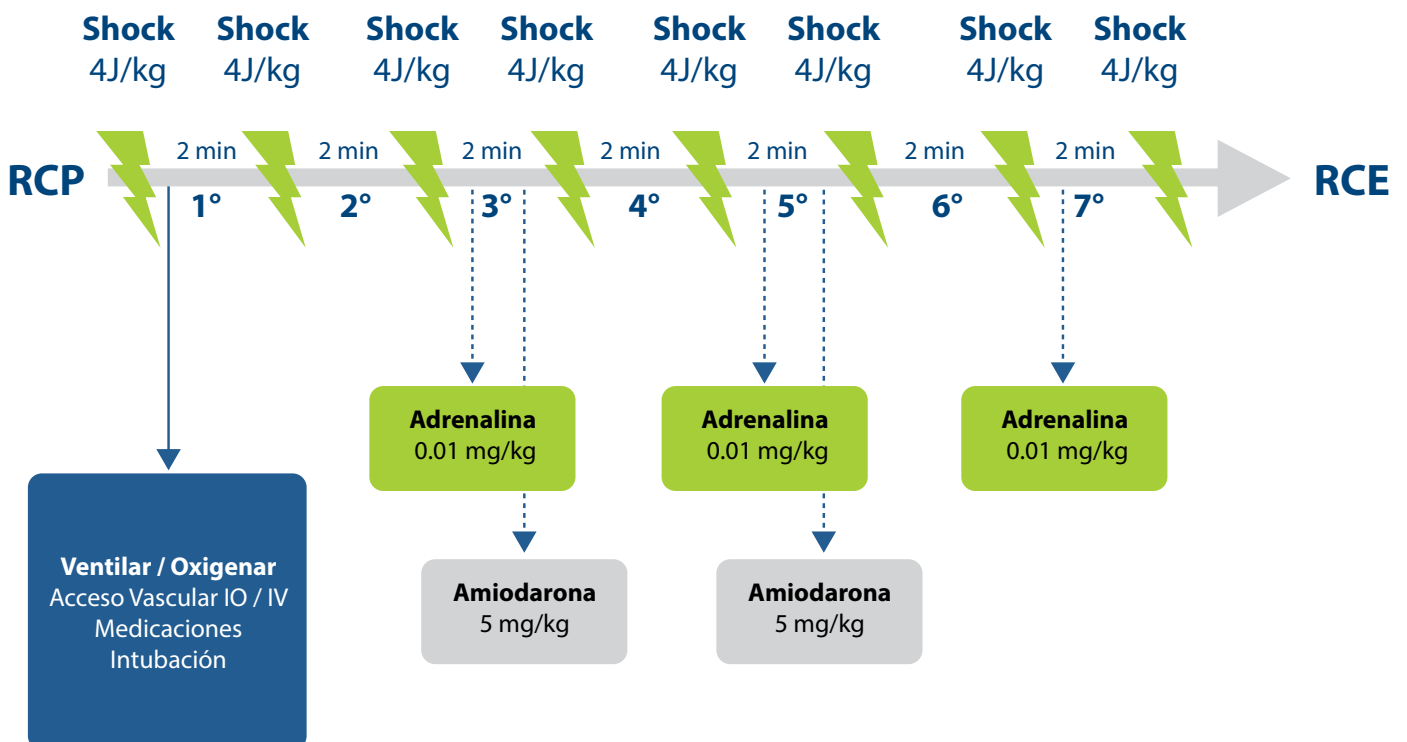 Shock Shock Shock Shock Shock Shock Shock Shock
4J/kg 4J/kg 4J/kg 4J/kg 4J/kg 4J/kg 4J/kg 4J/kg
2 min 2 min 2 min 2 min 2 min 2 min 2 min
RCP RCE
1° 2° 3° 4° 5° 6° 7°
Adrenalina Adrenalina Adrenalina
0.01 mg/kg 0.01 mg/kg 0.01 mg/kg
Ventilar / Oxigenar
Acceso Vascular IO / IV
Medicaciones
Intubación
Amiodarona Amiodarona
5 mg/kg 5 mg/kg